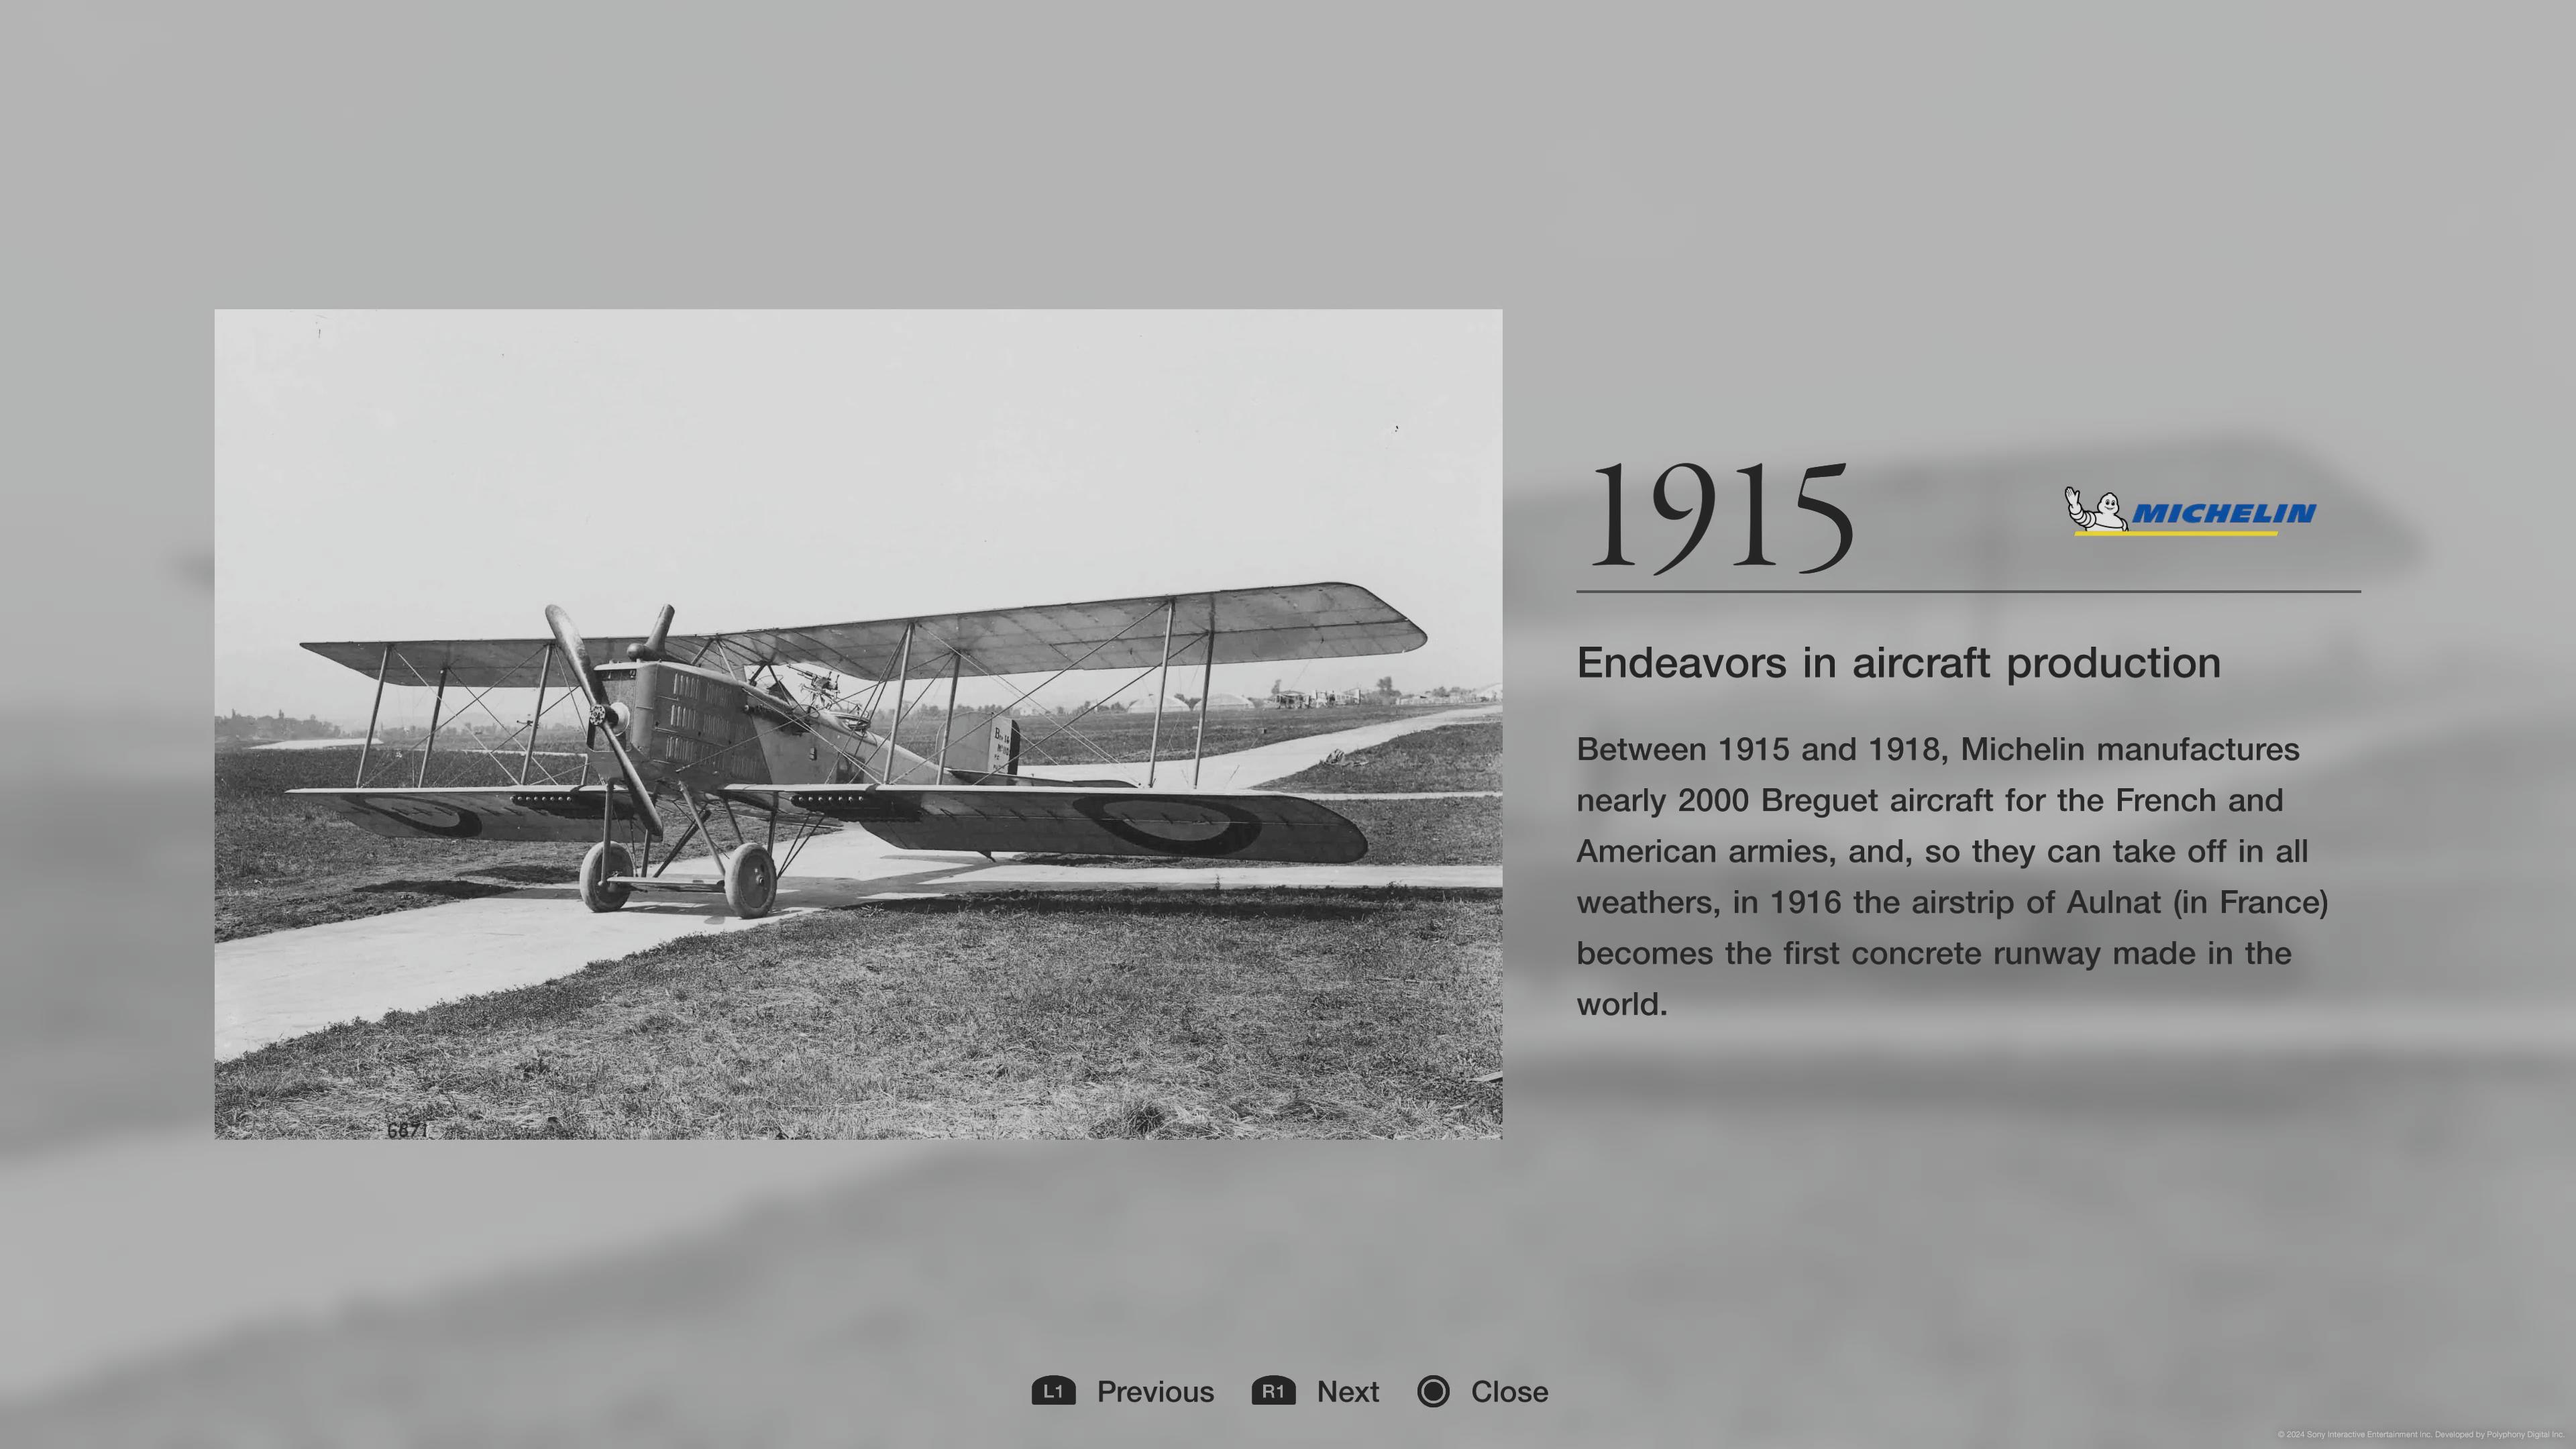 1915
MICHELIN
Endeavors in aircraft production
Between 1915 and 1918, Michelin manufactures
nearly 2000 Breguet aircraft for the French and
American armies, and, so they can take off in all
weathers, in 1916 the airstrip of Aulnat (in France)
becomes the first concrete runway made in the
world.
6871
L1 Previous R1 Next Close
© 2024 Sony Interactive Entertainment Inc. Developed by Polyphony Digital Inc.